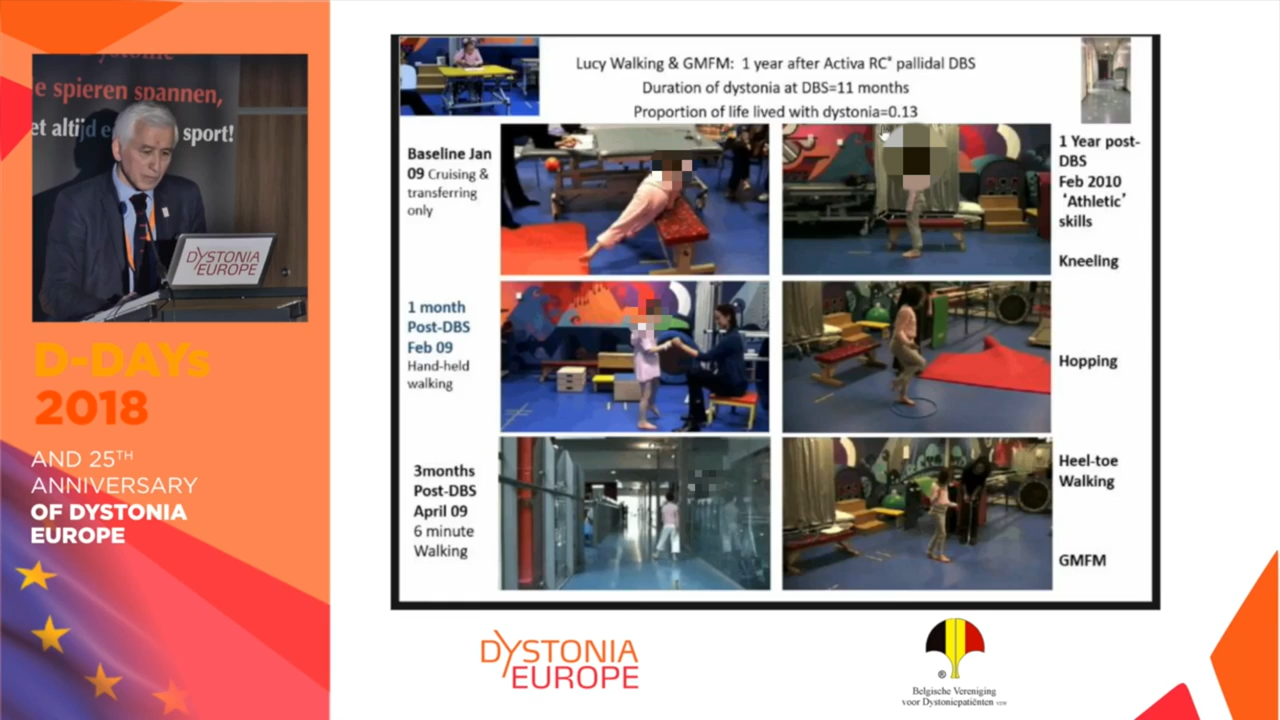 Dystonie
e spieren spannen,
et altijd e sport!
DYSTONIA
EUROPE
D-DAYs
2018
AND 25TH
ANNIVERSARY
OF DYSTONIA
EUROPE
Lucy Walking & GMFM: 1 year after Activa RC® pallidal DBS
Duration of dystonia at DBS=11 months
Proportion of life lived with dystonia=0.13
Baseline Jan
09 Cruising &
transferring
only
1 month
Post-DBS
Feb 09
Hand-held
walking
3months
Post-DBS
April 09
6 minute
Walking
1 Year post-
DBS
Feb 2010
‘Athletic’
skills
Kneeling
Hopping
Heel-toe
Walking
GMFM
DYSTONIA
EUROPE
®
Belgische Vereniging
voor Dystoniepatiënten vzw